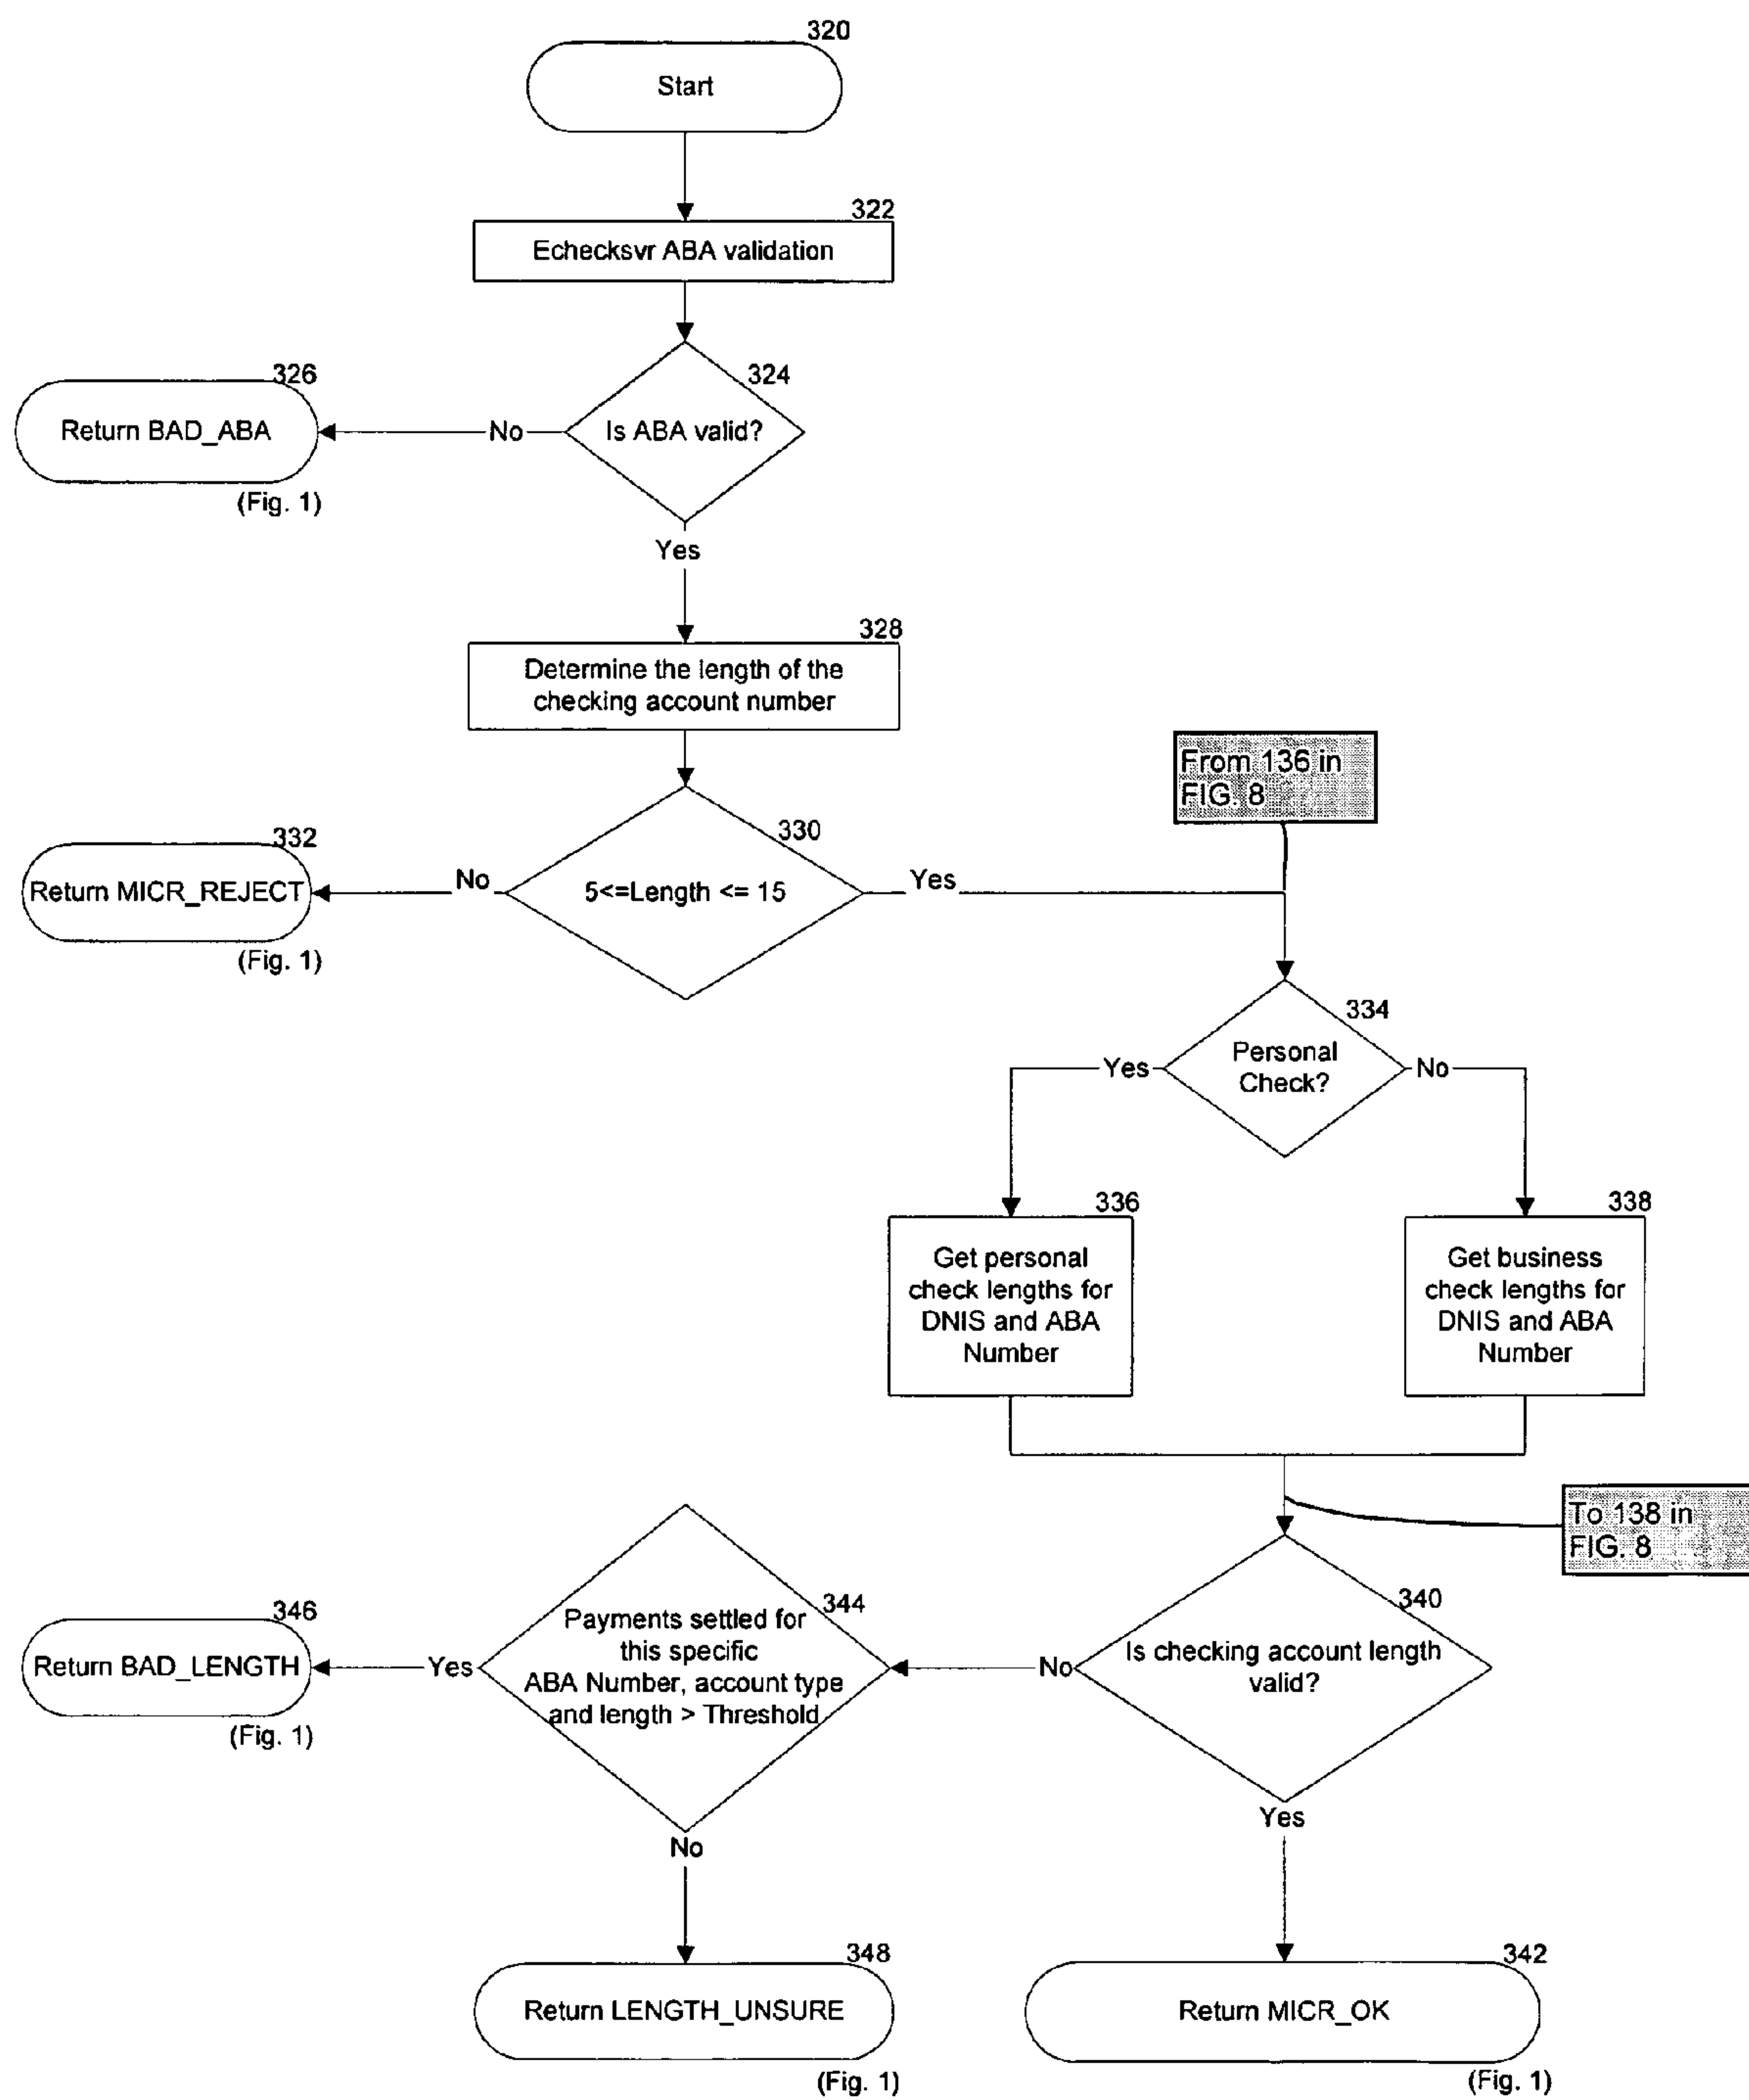 320
Start
322
Echecksvr ABA validation
324
Is ABA valid?
No
326
Return BAD_ABA
(Fig. 1)
Yes
328
Determine the length of the
checking account number
330
5<=Length <= 15
No
332
Return MICR_REJECT
(Fig. 1)
Yes
From 136 in
FIG. 8
334
Personal
Check?
Yes
No
336
Get personal
check lengths for
DNIS and ABA
Number
338
Get business
check lengths for
DNIS and ABA
Number
To 138 in
FIG. 8
340
Is checking account length
valid?
No
344
Payments settled for
this specific
ABA Number, account type
and length > Threshold
Yes
346
Return BAD_LENGTH
(Fig. 1)
No
348
Return LENGTH_UNSURE
(Fig. 1)
Yes
342
Return MICR_OK
(Fig. 1)